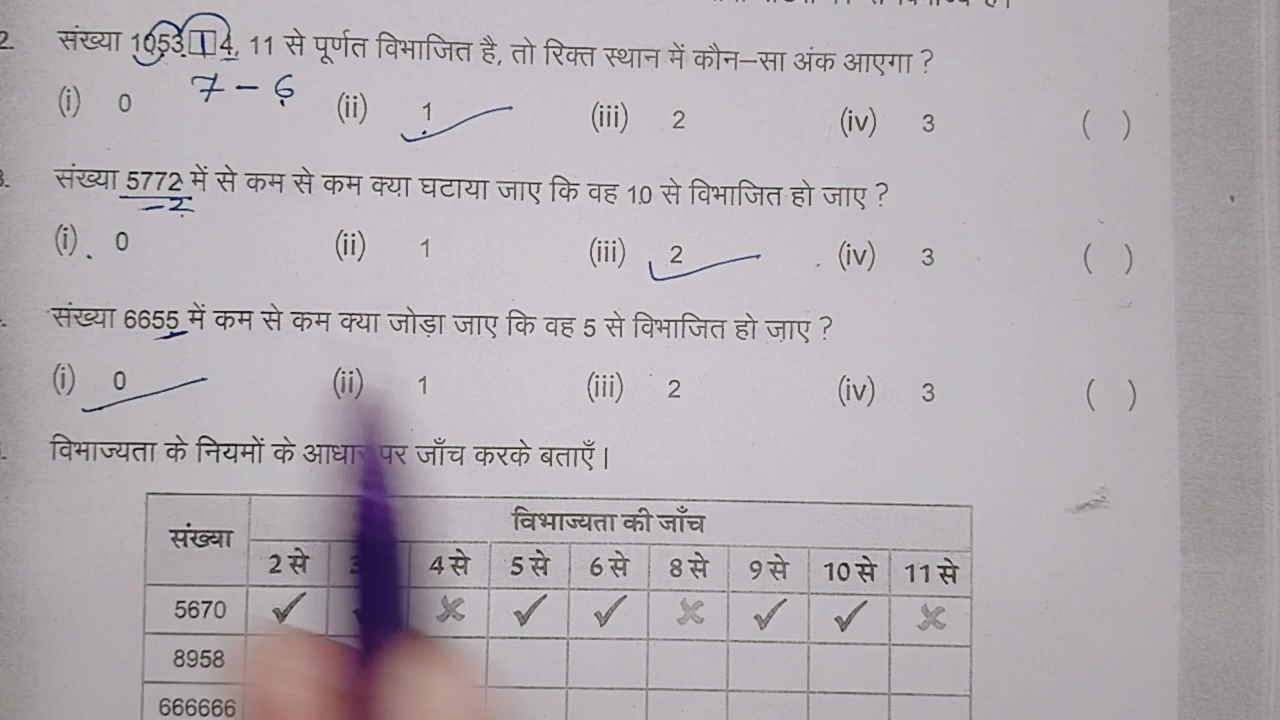 2. संख्या 1053 1 4, 11 से पूर्णत विभाजित है, तो रिक्त स्थान में कौन–सा अंक आएगा ?
7 – 6
(i) 0 (ii) 1 (iii) 2 (iv) 3 ( )
संख्या 5772 में से कम से कम क्या घटाया जाए कि वह 10 से विभाजित हो जाए ?
–2
(i) 0 (ii) 1 (iii) 2 (iv) 3 ( )
संख्या 6655 में कम से कम क्या जोड़ा जाए कि वह 5 से विभाजित हो जाए ?
(i) 0 (ii) 1 (iii) 2 (iv) 3 ( )
विभाज्यता के नियमों के आधार पर जाँच करके बताएँ।
संख्या विभाज्यता की जाँच
2 से 4 से 5 से 6 से 8 से 9 से 10 से 11 से
5670 ✓ ✗ ✓ ✓ ✗ ✓ ✓ ✗
8958
666666